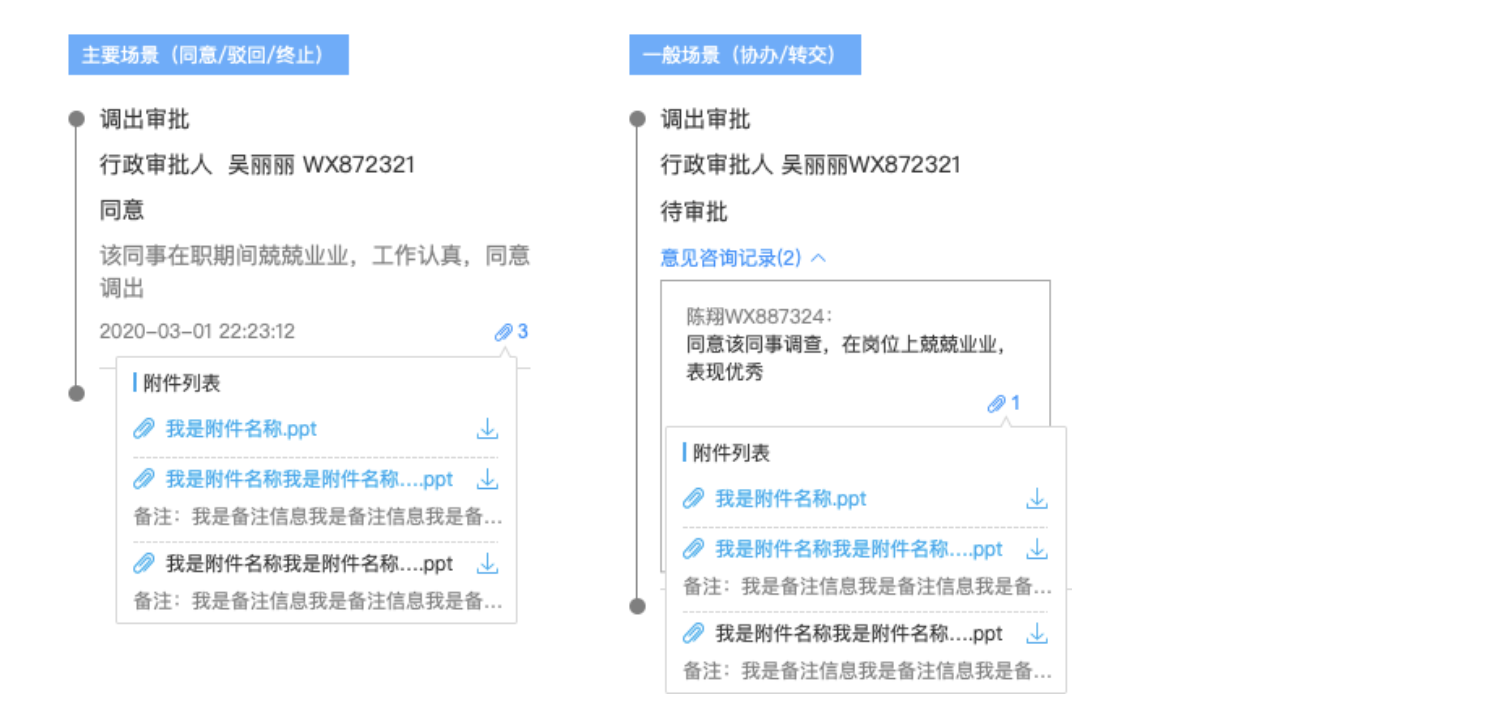 主要场景（同意/驳回/终止）
调出审批
行政审批人 吴丽丽 WX872321
同意
该同事在职期间兢兢业业，工作认真，同意
调出
2020-03-01 22:23:12
3
附件列表
我是附件名称.ppt
我是附件名称我是附件名称....ppt
备注：我是备注信息我是备注信息我是备...
我是附件名称我是附件名称....ppt
备注：我是备注信息我是备注信息我是备...
一般场景（协办/转交）
调出审批
行政审批人 吴丽丽WX872321
待审批
意见咨询记录(2)
陈翔WX887324：
同意该同事调查，在岗位上兢兢业业，
表现优秀
1
附件列表
我是附件名称.ppt
我是附件名称我是附件名称....ppt
备注：我是备注信息我是备注信息我是备...
我是附件名称我是附件名称....ppt
备注：我是备注信息我是备注信息我是备...